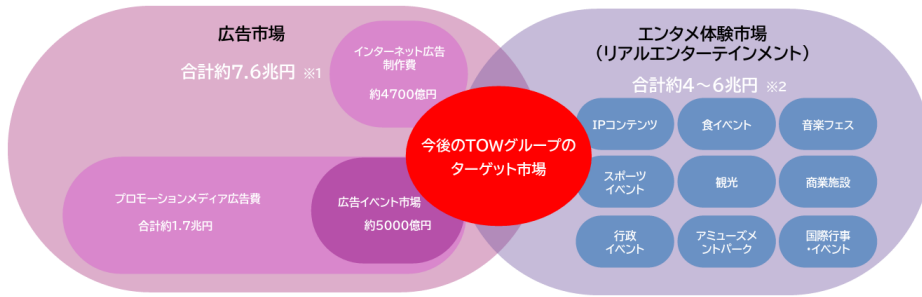 広告市場
合計約7.6兆円 ※1
インターネット広告
制作費
約4700億円
プロモーションメディア広告費
合計約1.7兆円
広告イベント市場
約5000億円
今後のTOWグループの
ターゲット市場
エンタメ体験市場
（リアルエンターテインメント）
合計約4～6兆円 ※2
IPコンテンツ
食イベント
音楽フェス
スポーツ
イベント
観光
商業施設
行政
イベント
アミューズメ
ントパーク
国際行事
・イベント